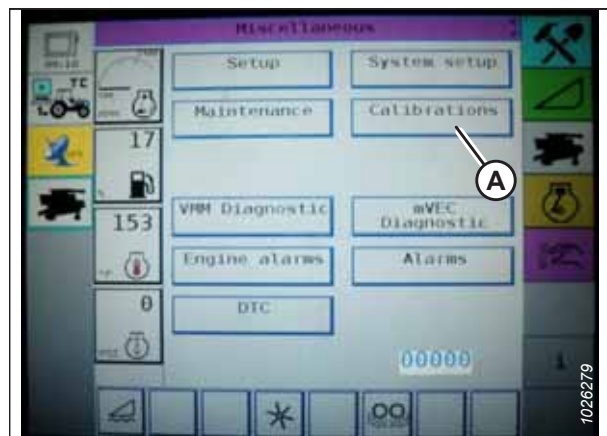 Miscellaneous
Setup
System setup
TC
Maintenance
Calibrations
17
A
VMM Diagnostic
mVEC
Diagnostic
153
Engine alarms
Alarms
0
DTC
00000
i
1026279